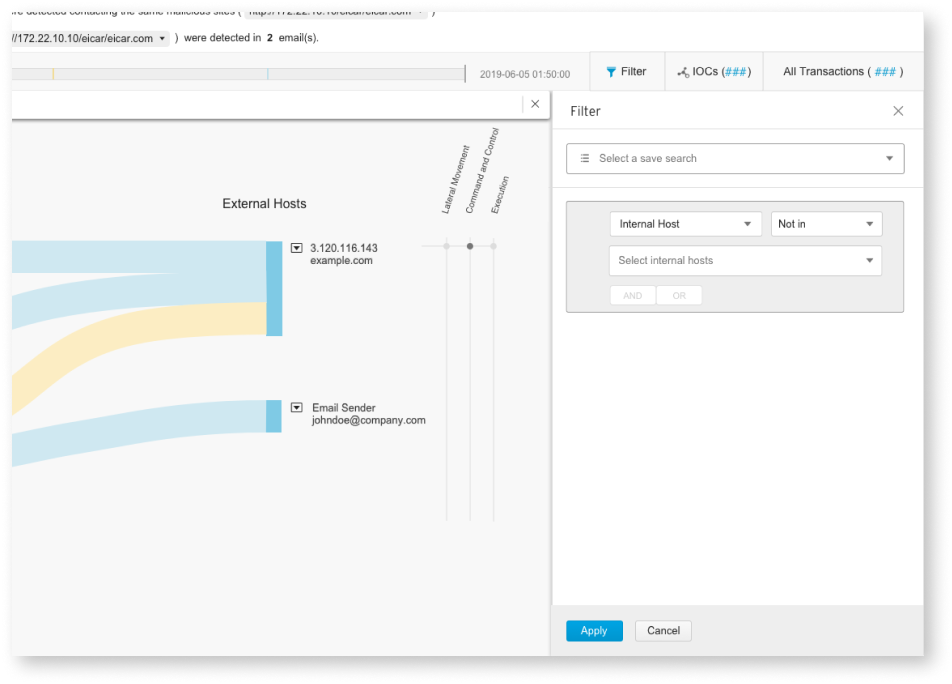 were detected contacting the same malicious sites ( http://172.22.10.10/eicar/eicar.com )
//172.22.10.10/eicar/eicar.com ) were detected in 2 email(s).
2019-06-05 01:50:00
Filter
IOCs (###)
All Transactions ( ### )
Filter
Select a save search
Lateral Movement
Command and Control
Execution
External Hosts
Internal Host
Not in
3.120.116.143
example.com
Select internal hosts
AND
OR
Email Sender
johndoe@company.com
Apply
Cancel